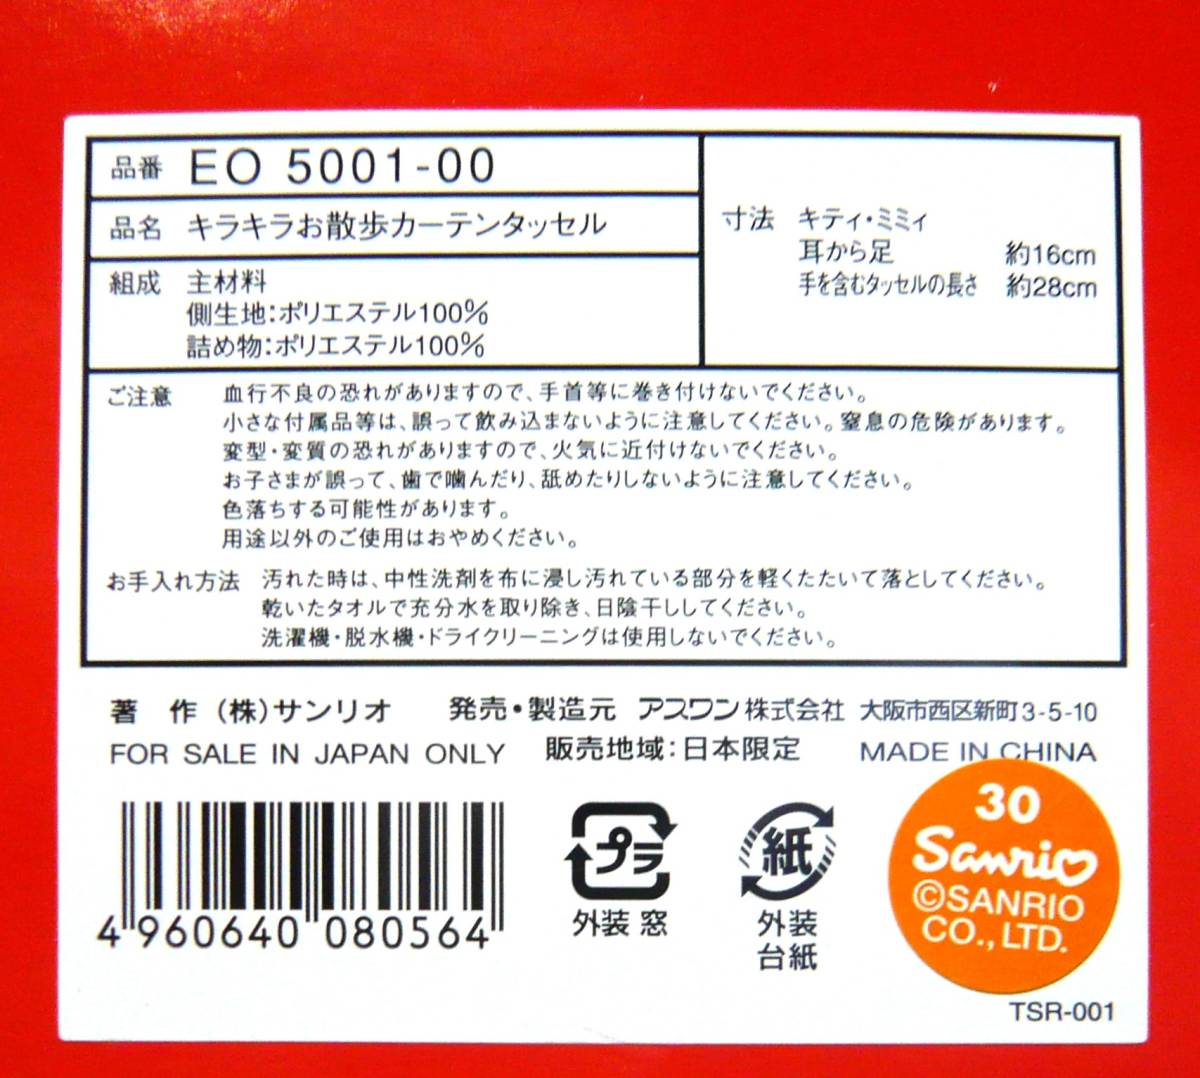 品番 EO 5001-00
品名 キラキラお散歩カーテンタッセル
組成 主材料
側生地：ポリエステル100%
詰め物：ポリエステル100%
寸法 キティ・ミミィ
耳から足 約16cm
手を含むタッセルの長さ 約28cm
ご注意 血行不良の恐れがありますので、手首等に巻き付けないでください。
小さな付属品等は、誤って飲み込まないように注意してください。窒息の危険があります。
変型・変質の恐れがありますので、火気に近付けないでください。
お子さまが誤って、歯で噛んだり、舐めたりしないように注意してください。
色落ちする可能性があります。
用途以外のご使用はおやめください。
お手入れ方法 汚れた時は、中性洗剤を布に浸し汚れている部分を軽くたたいて落としてください。
乾いたタオルで充分水を取り除き、日陰干ししてください。
洗濯機・脱水機・ドライクリーニングは使用しないでください。
著 作 (株)サンリオ 発売・製造元 アスワン株式会社 大阪市西区新町3-5-10
FOR SALE IN JAPAN ONLY 販売地域：日本限定 MADE IN CHINA
4 960640 080564
プラ
外装 窓
紙
外装
台紙
30
Sanrio
©SANRIO
CO., LTD.
TSR-001